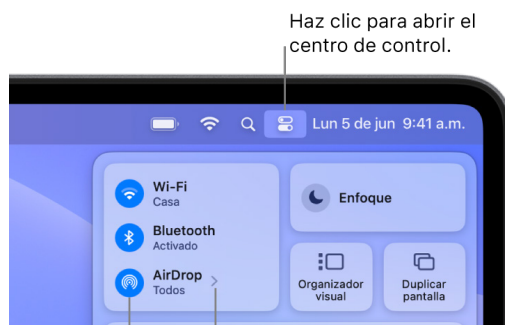 Haz clic para abrir el
centro de control.
Lun 5 de jun 9:41 a.m.
Wi-Fi
Casa
Enfoque
Bluetooth
Activado
AirDrop
Todos
Organizador
visual
Duplicar
pantalla